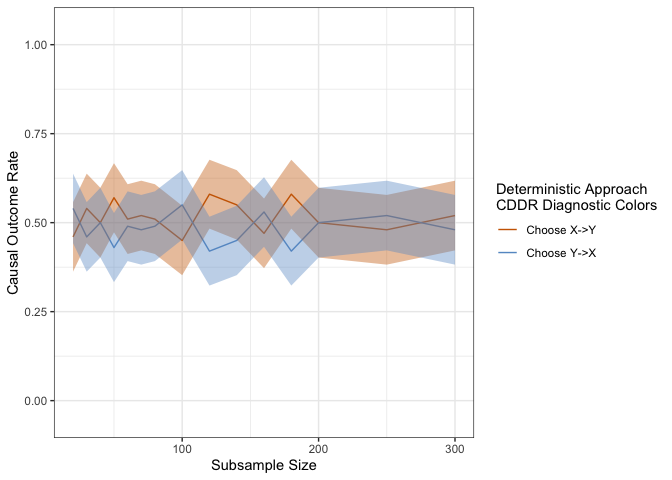 1.00
0.75
0.50
0.25
0.00
Causal Outcome Rate
100
200
300
Subsample Size
Deterministic Approach
CDDR Diagnostic Colors
Choose X->Y
Choose Y->X